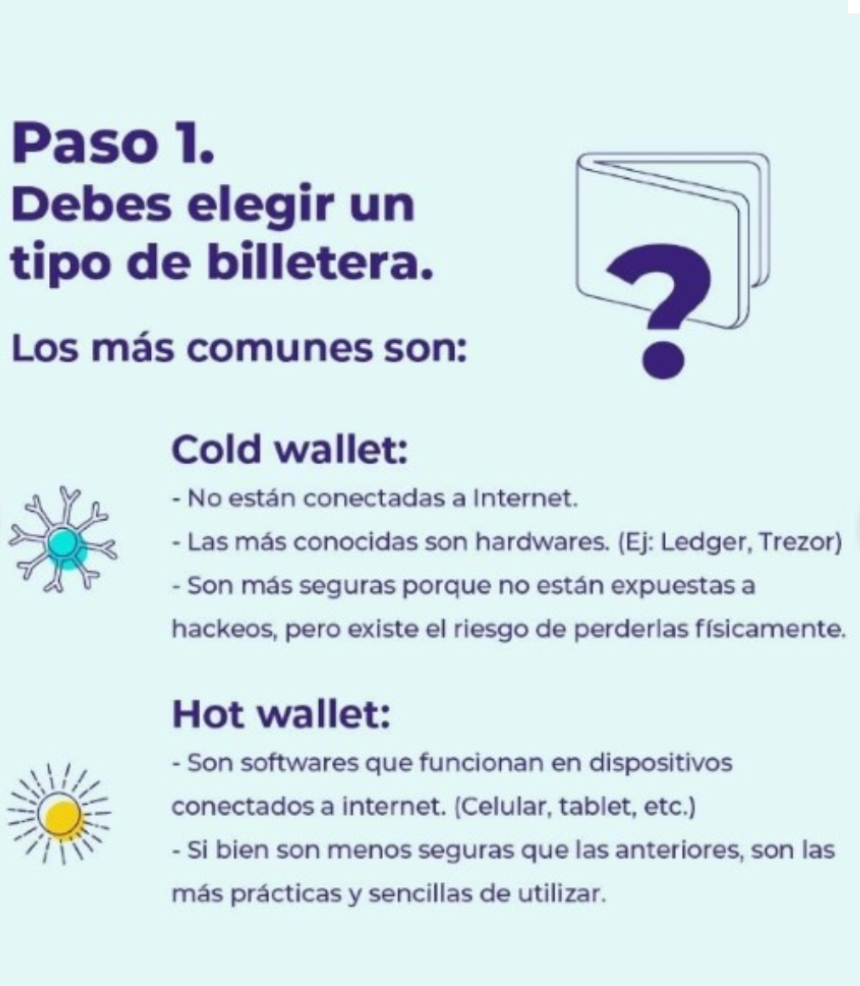 Paso 1.
Debes elegir un
tipo de billetera.
Los más comunes son:
Cold wallet:
- No están conectadas a Internet.
- Las más conocidas son hardwares. (Ej: Ledger, Trezor)
- Son más seguras porque no están expuestas a
hackeos, pero existe el riesgo de perderlas físicamente.
Hot wallet:
- Son softwares que funcionan en dispositivos
conectados a internet. (Celular, tablet, etc.)
- Si bien son menos seguras que las anteriores, son las
más prácticas y sencillas de utilizar.